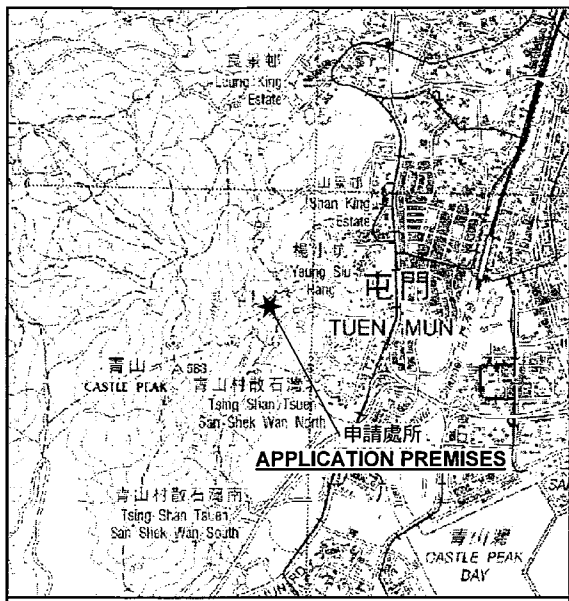 良景邨
Leung King
Estate
山景邨
Shan King
Estate
楊小坑
Yeung Siu
Hang
屯門
TUEN MUN
青山
583
CASTLE PEAK
青山村散石灣北
Tsing Shan Tsuen
San Shek Wan North
申請處所
APPLICATION PREMISES
青山村散石灣南
Tsing Shan Tsuen
San Shek Wan South
青山灣
CASTLE PEAK
BAY